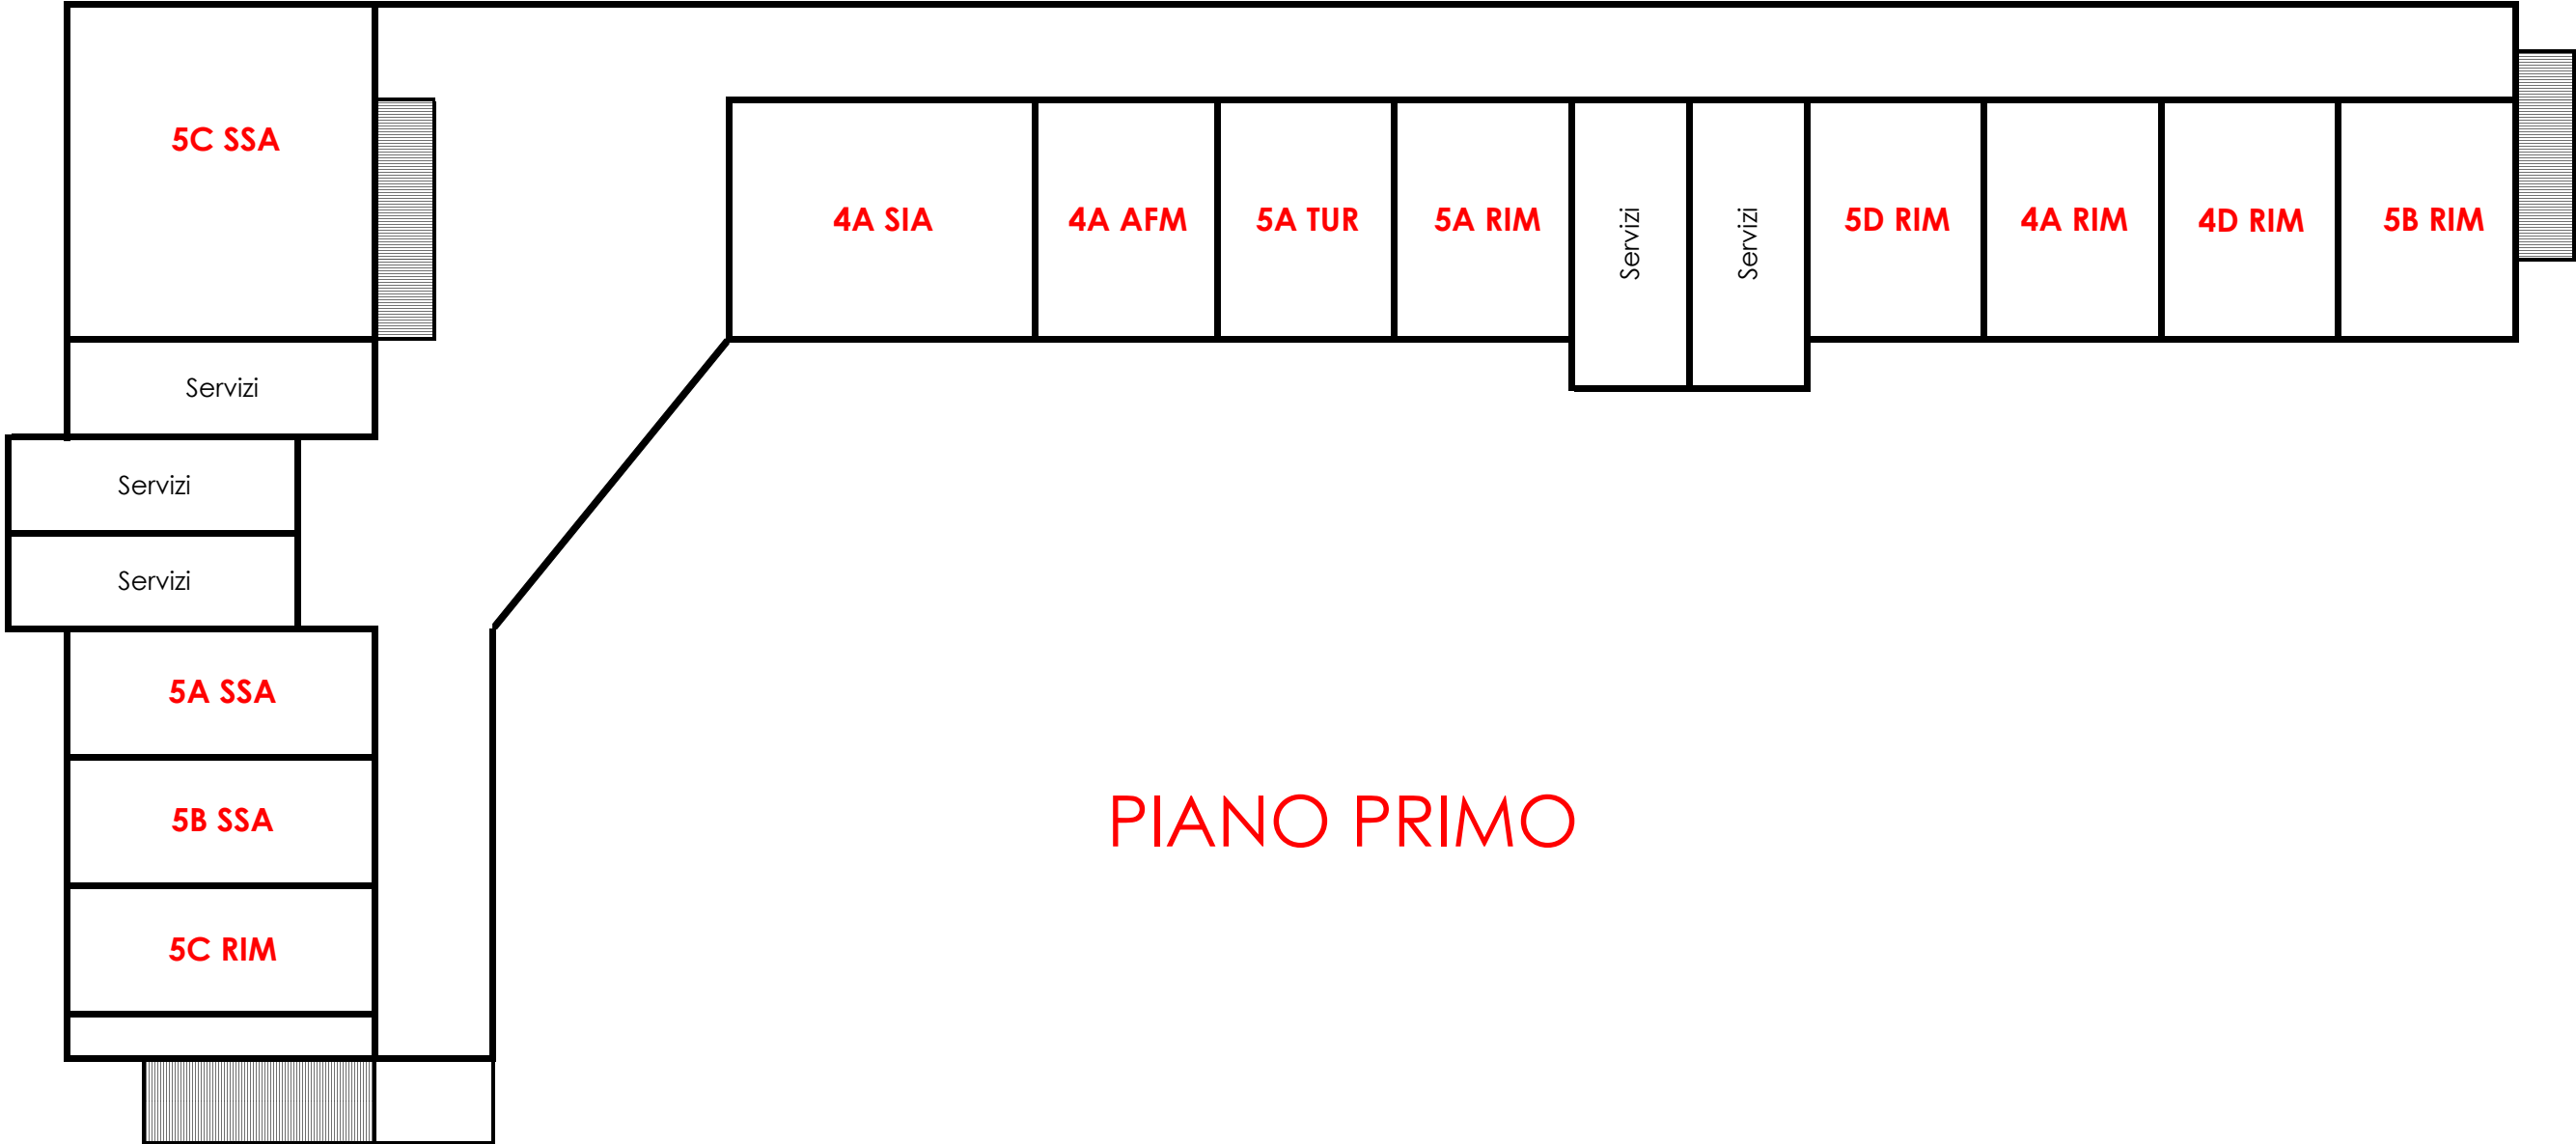 5C SSA
4A SIA
4A AFM
5A TUR
5A RIM
Servizi
Servizi
5D RIM
4A RIM
4D RIM
5B RIM
Servizi
Servizi
Servizi
5A SSA
5B SSA
5C RIM
PIANO PRIMO